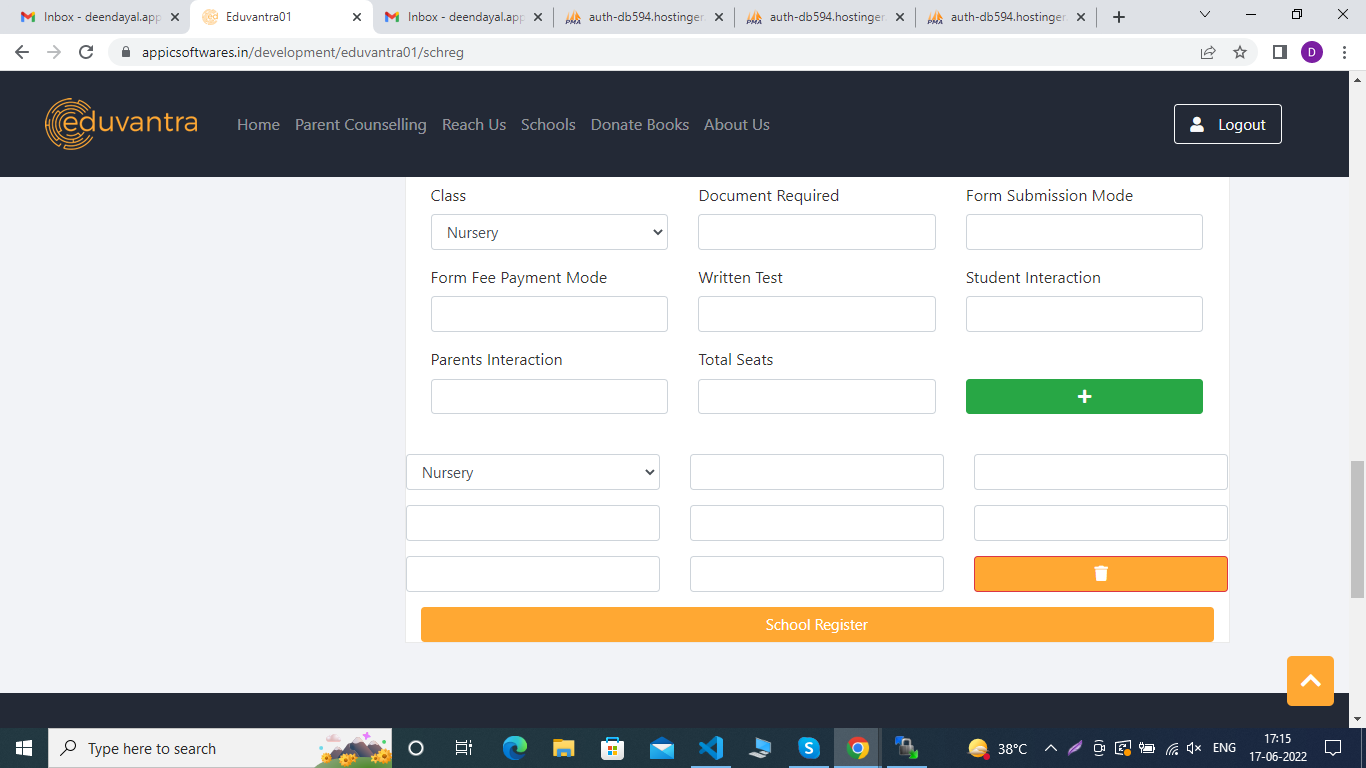 Inbox - deendayal.app
Eduvantra01
Inbox - deendayal.app
auth-db594.hostinger.
auth-db594.hostinger.
auth-db594.hostinger.
appicsoftwares.in/development/eduvantra01/schreg
D
eduvantra
Home
Parent Counselling
Reach Us
Schools
Donate Books
About Us
Logout
Class
Document Required
Form Submission Mode
Nursery
Form Fee Payment Mode
Written Test
Student Interaction
Parents Interaction
Total Seats
Nursery
School Register
Type here to search
38°C
ENG
17:15
17-06-2022